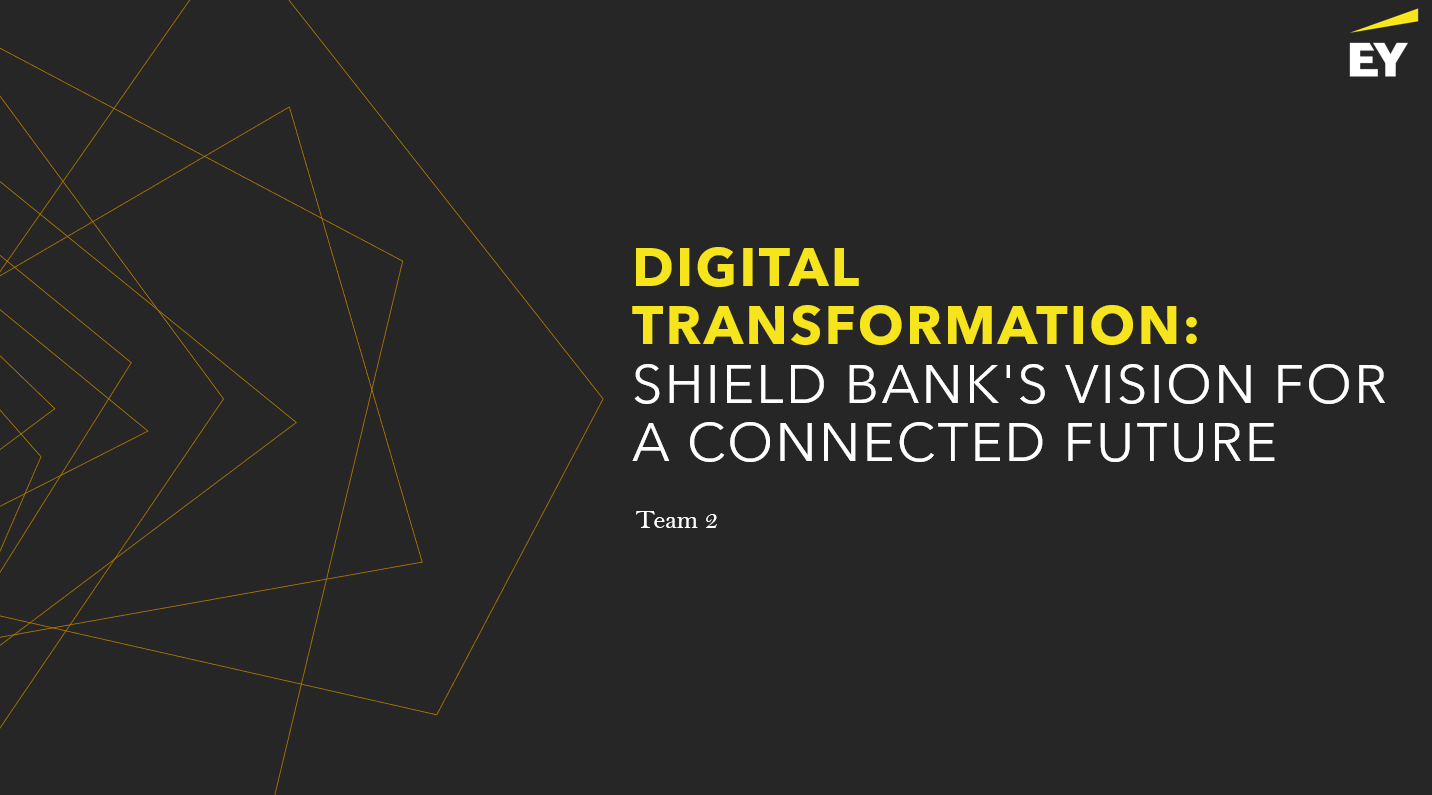 EY
DIGITAL
TRANSFORMATION:
SHIELD BANK'S VISION FOR
A CONNECTED FUTURE
Team 2